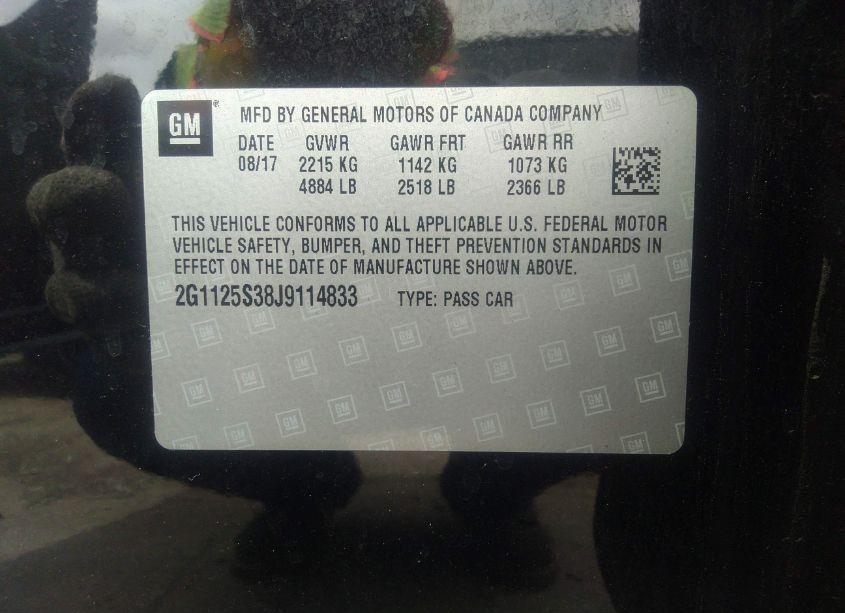 GM®
MFD BY GENERAL MOTORS OF CANADA COMPANY
DATE GVWR GAWR FRT GAWR RR
08/17 2215 KG 1142 KG 1073 KG
4884 LB 2518 LB 2366 LB
THIS VEHICLE CONFORMS TO ALL APPLICABLE U.S. FEDERAL MOTOR
VEHICLE SAFETY, BUMPER, AND THEFT PREVENTION STANDARDS IN
EFFECT ON THE DATE OF MANUFACTURE SHOWN ABOVE.
2G1125S38J9114833 TYPE: PASS CAR